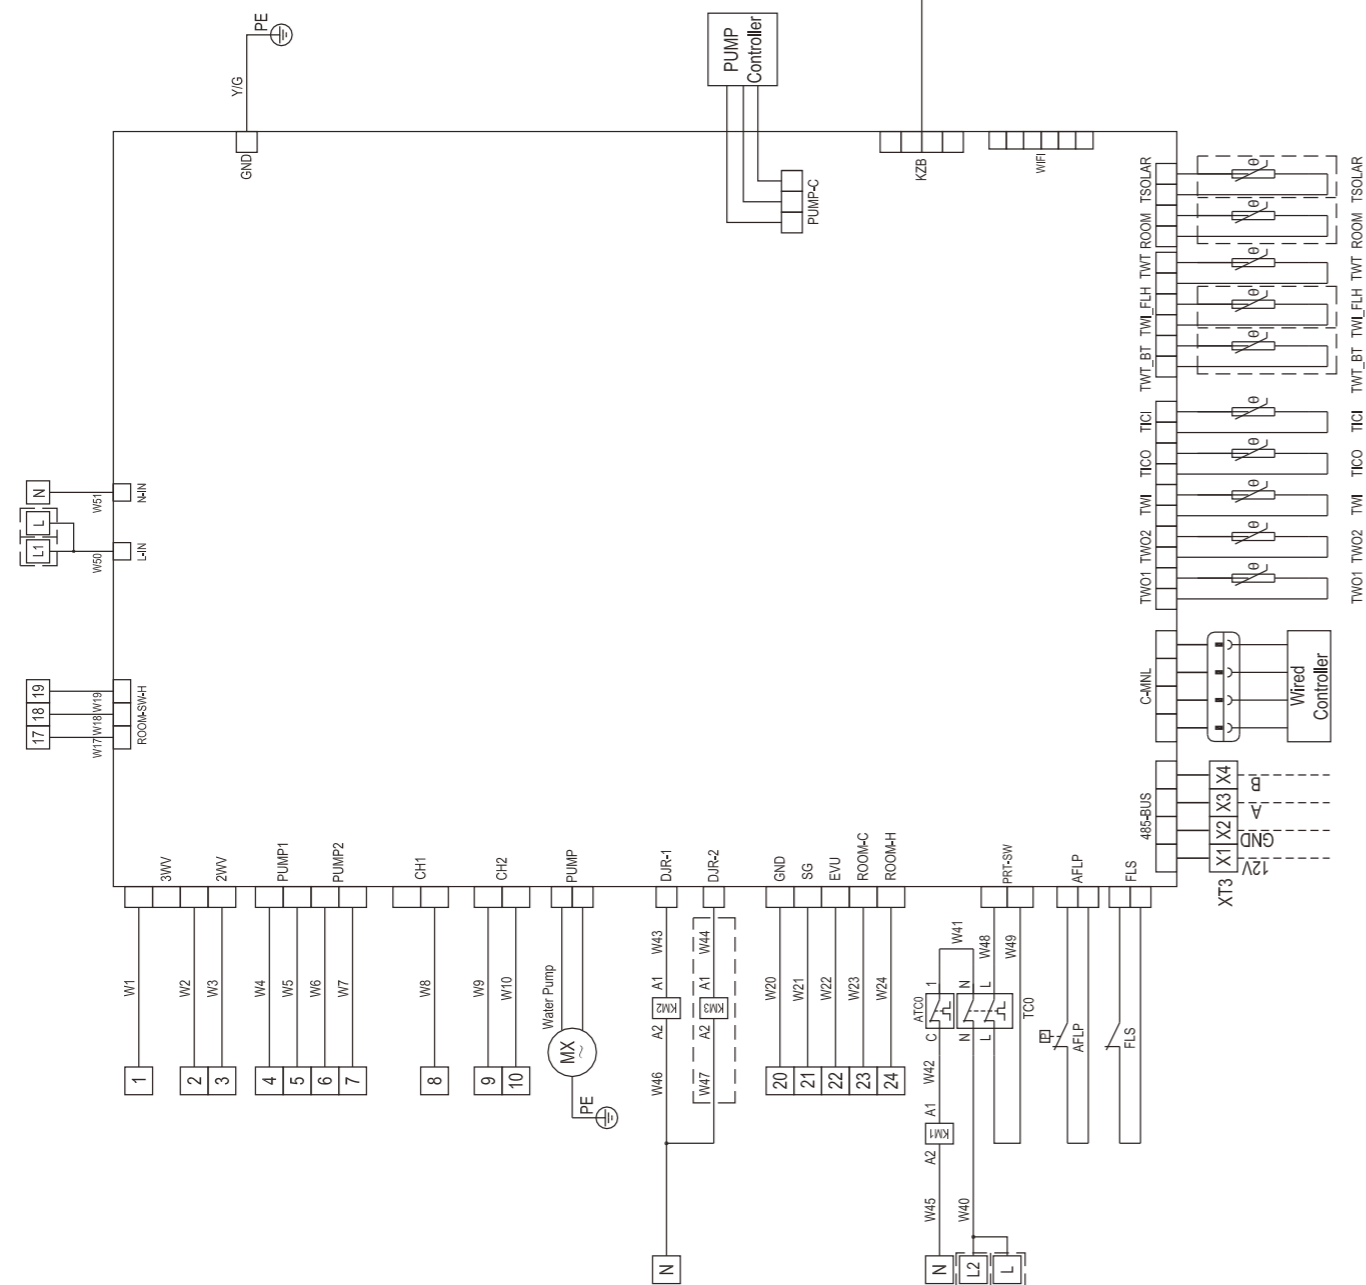 PE
Y/G
GND
PUMP
Controller
PUMP-C
KZB
WIFI
N
L
L1
W51
W50
N-IN
L-IN
19
18
17
W19
W18
W17
ROOM-SW-H
TSOLAR
ROOM
TWT
TWI_FLH
TWT_BT
TICI
TICO
TWI
TWO2
TWO1
θ
θ
θ
θ
θ
θ
θ
θ
θ
θ
TSOLAR
ROOM
TWT
TWI_FLH
TWT_BT
TICI
TICO
TWI
TWO2
TWO1
C-MNL
Wired
Controller
485-BUS
X4
X3
X2
X1
B
A
GND
12V
XT3
3WV
2WV
PUMP1
PUMP2
CH1
CH2
PUMP
DJR-1
DJR-2
GND
SG
EVU
ROOM-C
ROOM-H
PRT-SW
AFLP
FLS
W1
W2
W3
W4
W5
W6
W7
W8
W9
W10
Water Pump
MX
~
PE
1
2
3
4
5
6
7
8
9
10
W43
W44
A1
A1
KM2
KM3
A2
A2
W46
W47
N
W20
W21
W22
W23
W24
20
21
22
23
24
W41
W48
W49
ATC0
1
N
L
C
N
L
TC0
W42
A1
KM1
A2
W45
W40
N
L2
L
P
AFLP
FLS